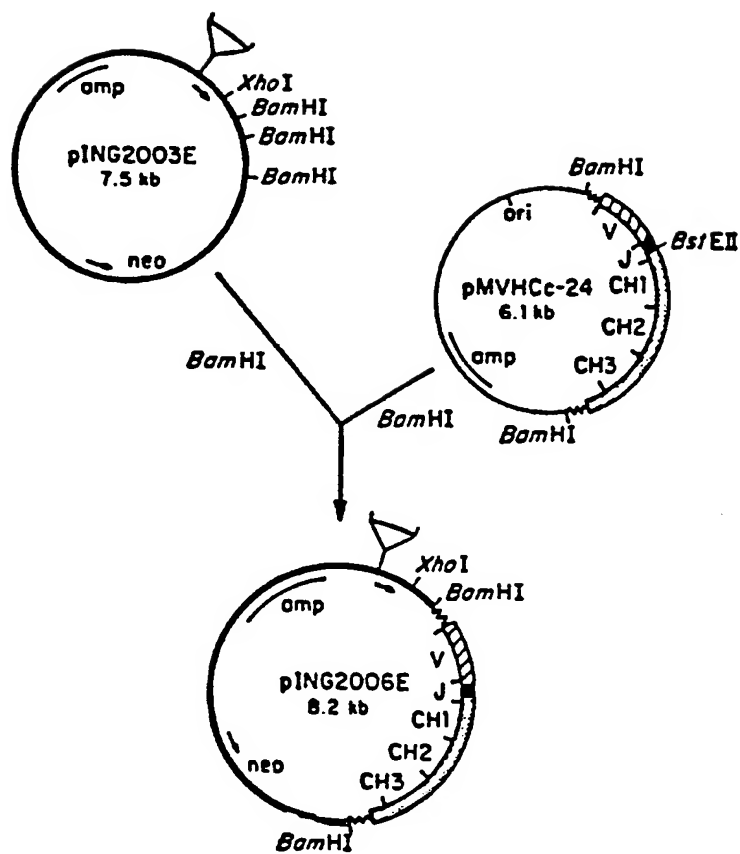 amp
XhoI
BamHI
BamHI
BamHI
pING2003E
7.5 kb
neo
BamHI
ori
V
BstEII
J
pMVHCc-24
6.1 kb
CH1
CH2
CH3
amp
BamHI
BamHI
BamHI
XhoI
BamHI
amp
V
pING2006E
8.2 kb
J
CH1
CH2
CH3
neo
BamHI